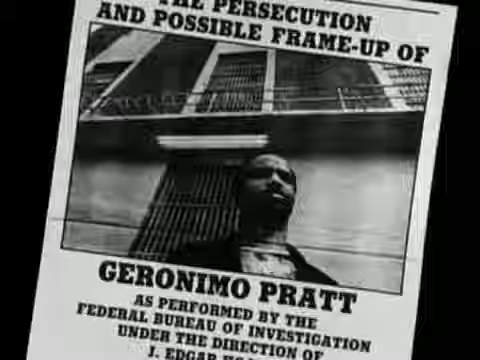 THE PERSECUTION
AND POSSIBLE FRAME-UP OF
GERONIMO PRATT
AS PERFORMED BY THE
FEDERAL BUREAU OF INVESTIGATION
UNDER THE DIRECTION OF
J. EDGAR